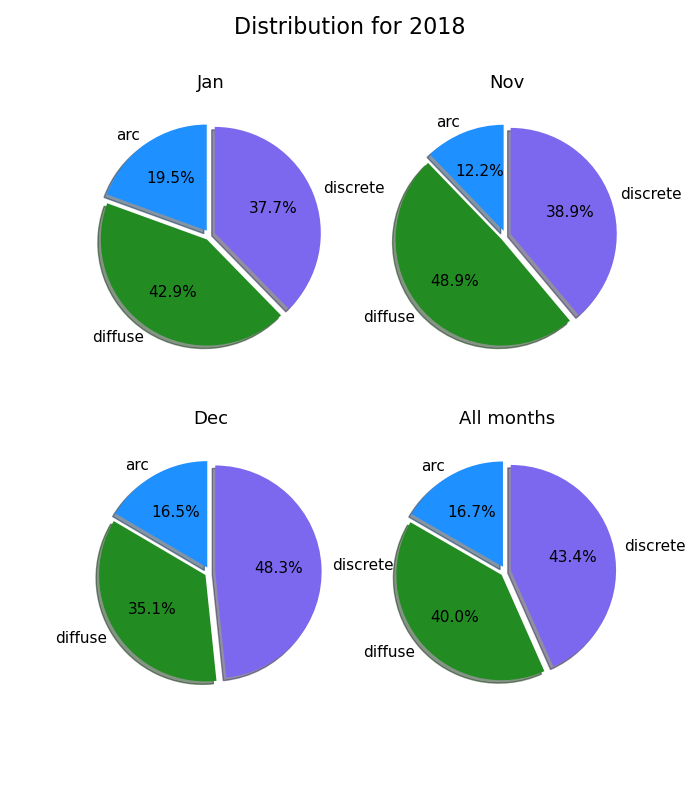 Distribution for 2018
Jan
arc
19.5%
37.7%
discrete
42.9%
diffuse
Nov
arc
12.2%
38.9%
discrete
48.9%
diffuse
Dec
arc
16.5%
48.3%
discrete
35.1%
diffuse
All months
arc
16.7%
43.4%
discrete
40.0%
diffuse